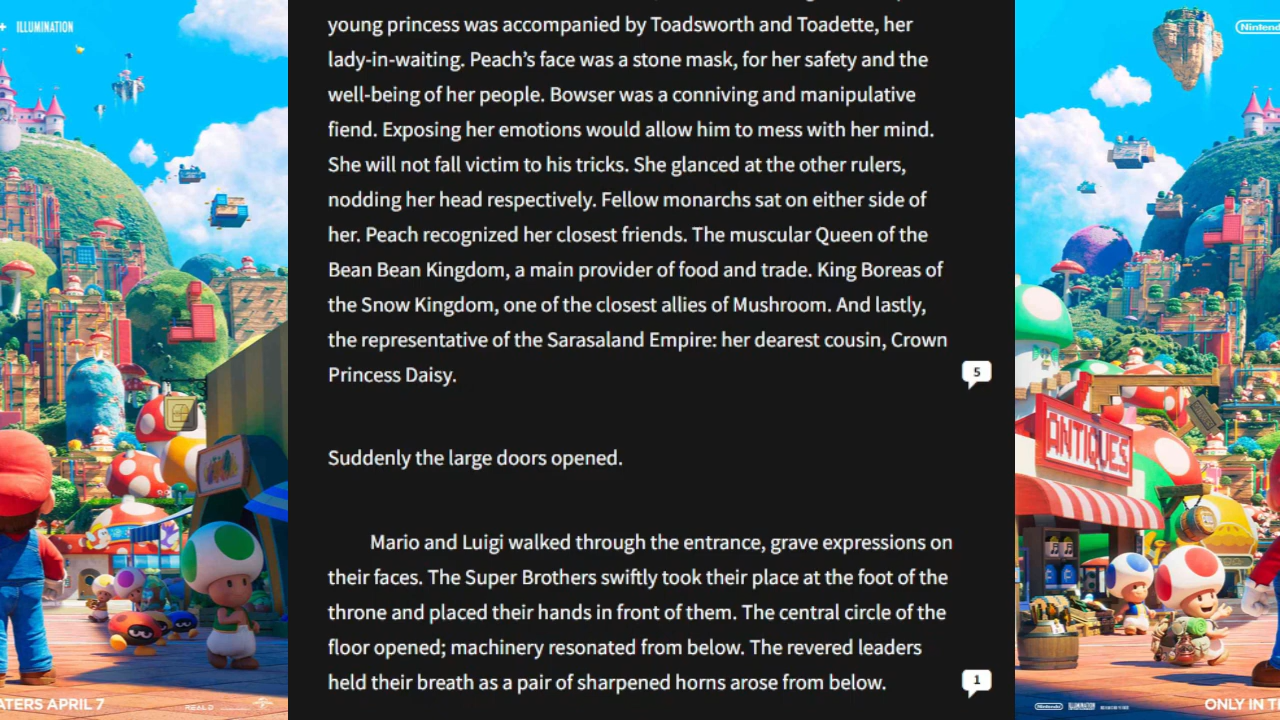 + ILLUMINATION
Nintend
young princess was accompanied by Toadsworth and Toadette, her
lady-in-waiting. Peach’s face was a stone mask, for her safety and the
well-being of her people. Bowser was a conniving and manipulative
fiend. Exposing her emotions would allow him to mess with her mind.
She will not fall victim to his tricks. She glanced at the other rulers,
nodding her head respectively. Fellow monarchs sat on either side of
her. Peach recognized her closest friends. The muscular Queen of the
Bean Bean Kingdom, a main provider of food and trade. King Boreas of
the Snow Kingdom, one of the closest allies of Mushroom. And lastly,
the representative of the Sarasaland Empire: her dearest cousin, Crown
Princess Daisy.
5
Suddenly the large doors opened.
Mario and Luigi walked through the entrance, grave expressions on
their faces. The Super Brothers swiftly took their place at the foot of the
throne and placed their hands in front of them. The central circle of the
floor opened; machinery resonated from below. The revered leaders
held their breath as a pair of sharpened horns arose from below.
1
ANTIQUES
ATERS APRIL 7
REALD
Nintendo
ILLUMINATION
ONLY IN T